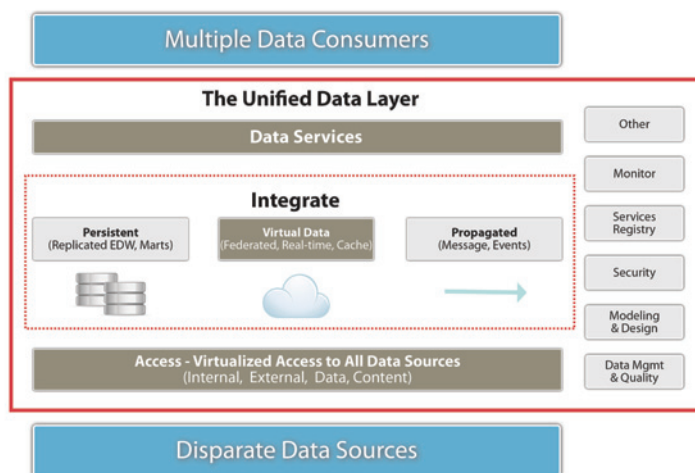 Multiple Data Consumers
The Unified Data Layer
Data Services
Integrate
Persistent
(Replicated EDW, Marts)
Virtual Data
(Federated, Real-time, Cache)
Propagated
(Message, Events)
Access - Virtualized Access to All Data Sources
(Internal, External, Data, Content)
Other
Monitor
Services
Registry
Security
Modeling
& Design
Data Mgmt
& Quality
Disparate Data Sources